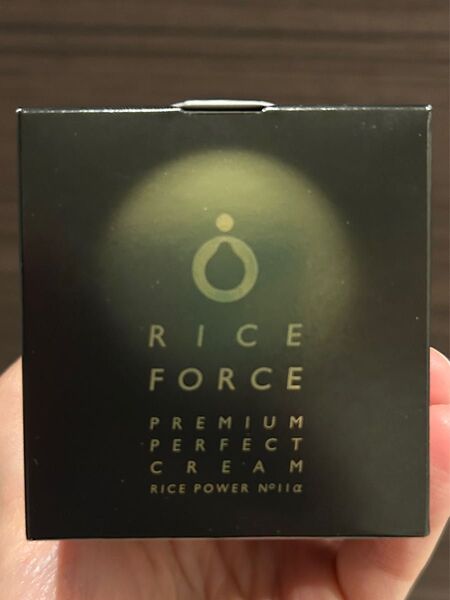 RICE
FORCE
PREMIUM
PERFECT
CREAM
RICE POWER Nº11α